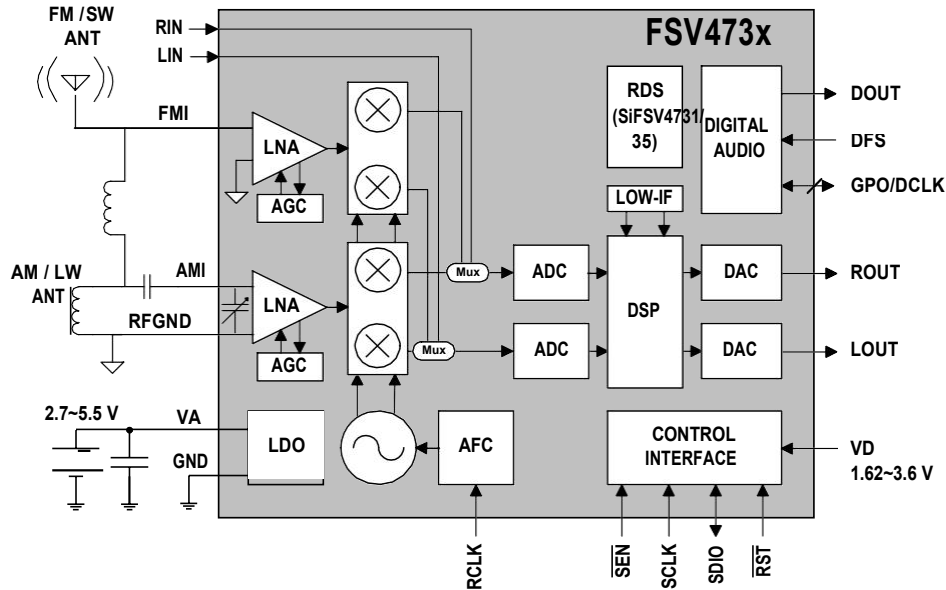 FM /SW
ANT
RIN
LIN
FSV473x
FMI
LNA
AGC
RDS
(SiFSV4731/
35)
DIGITAL
AUDIO
DOUT
DFS
GPO/DCLK
LOW-IF
AM / LW
ANT
AMI
RFGND
LNA
AGC
Mux
Mux
ADC
ADC
DSP
DAC
DAC
ROUT
LOUT
2.7~5.5 V
VA
GND
LDO
AFC
CONTROL
INTERFACE
VD
1.62~3.6 V
RCLK
SEN
SCLK
SDIO
RST